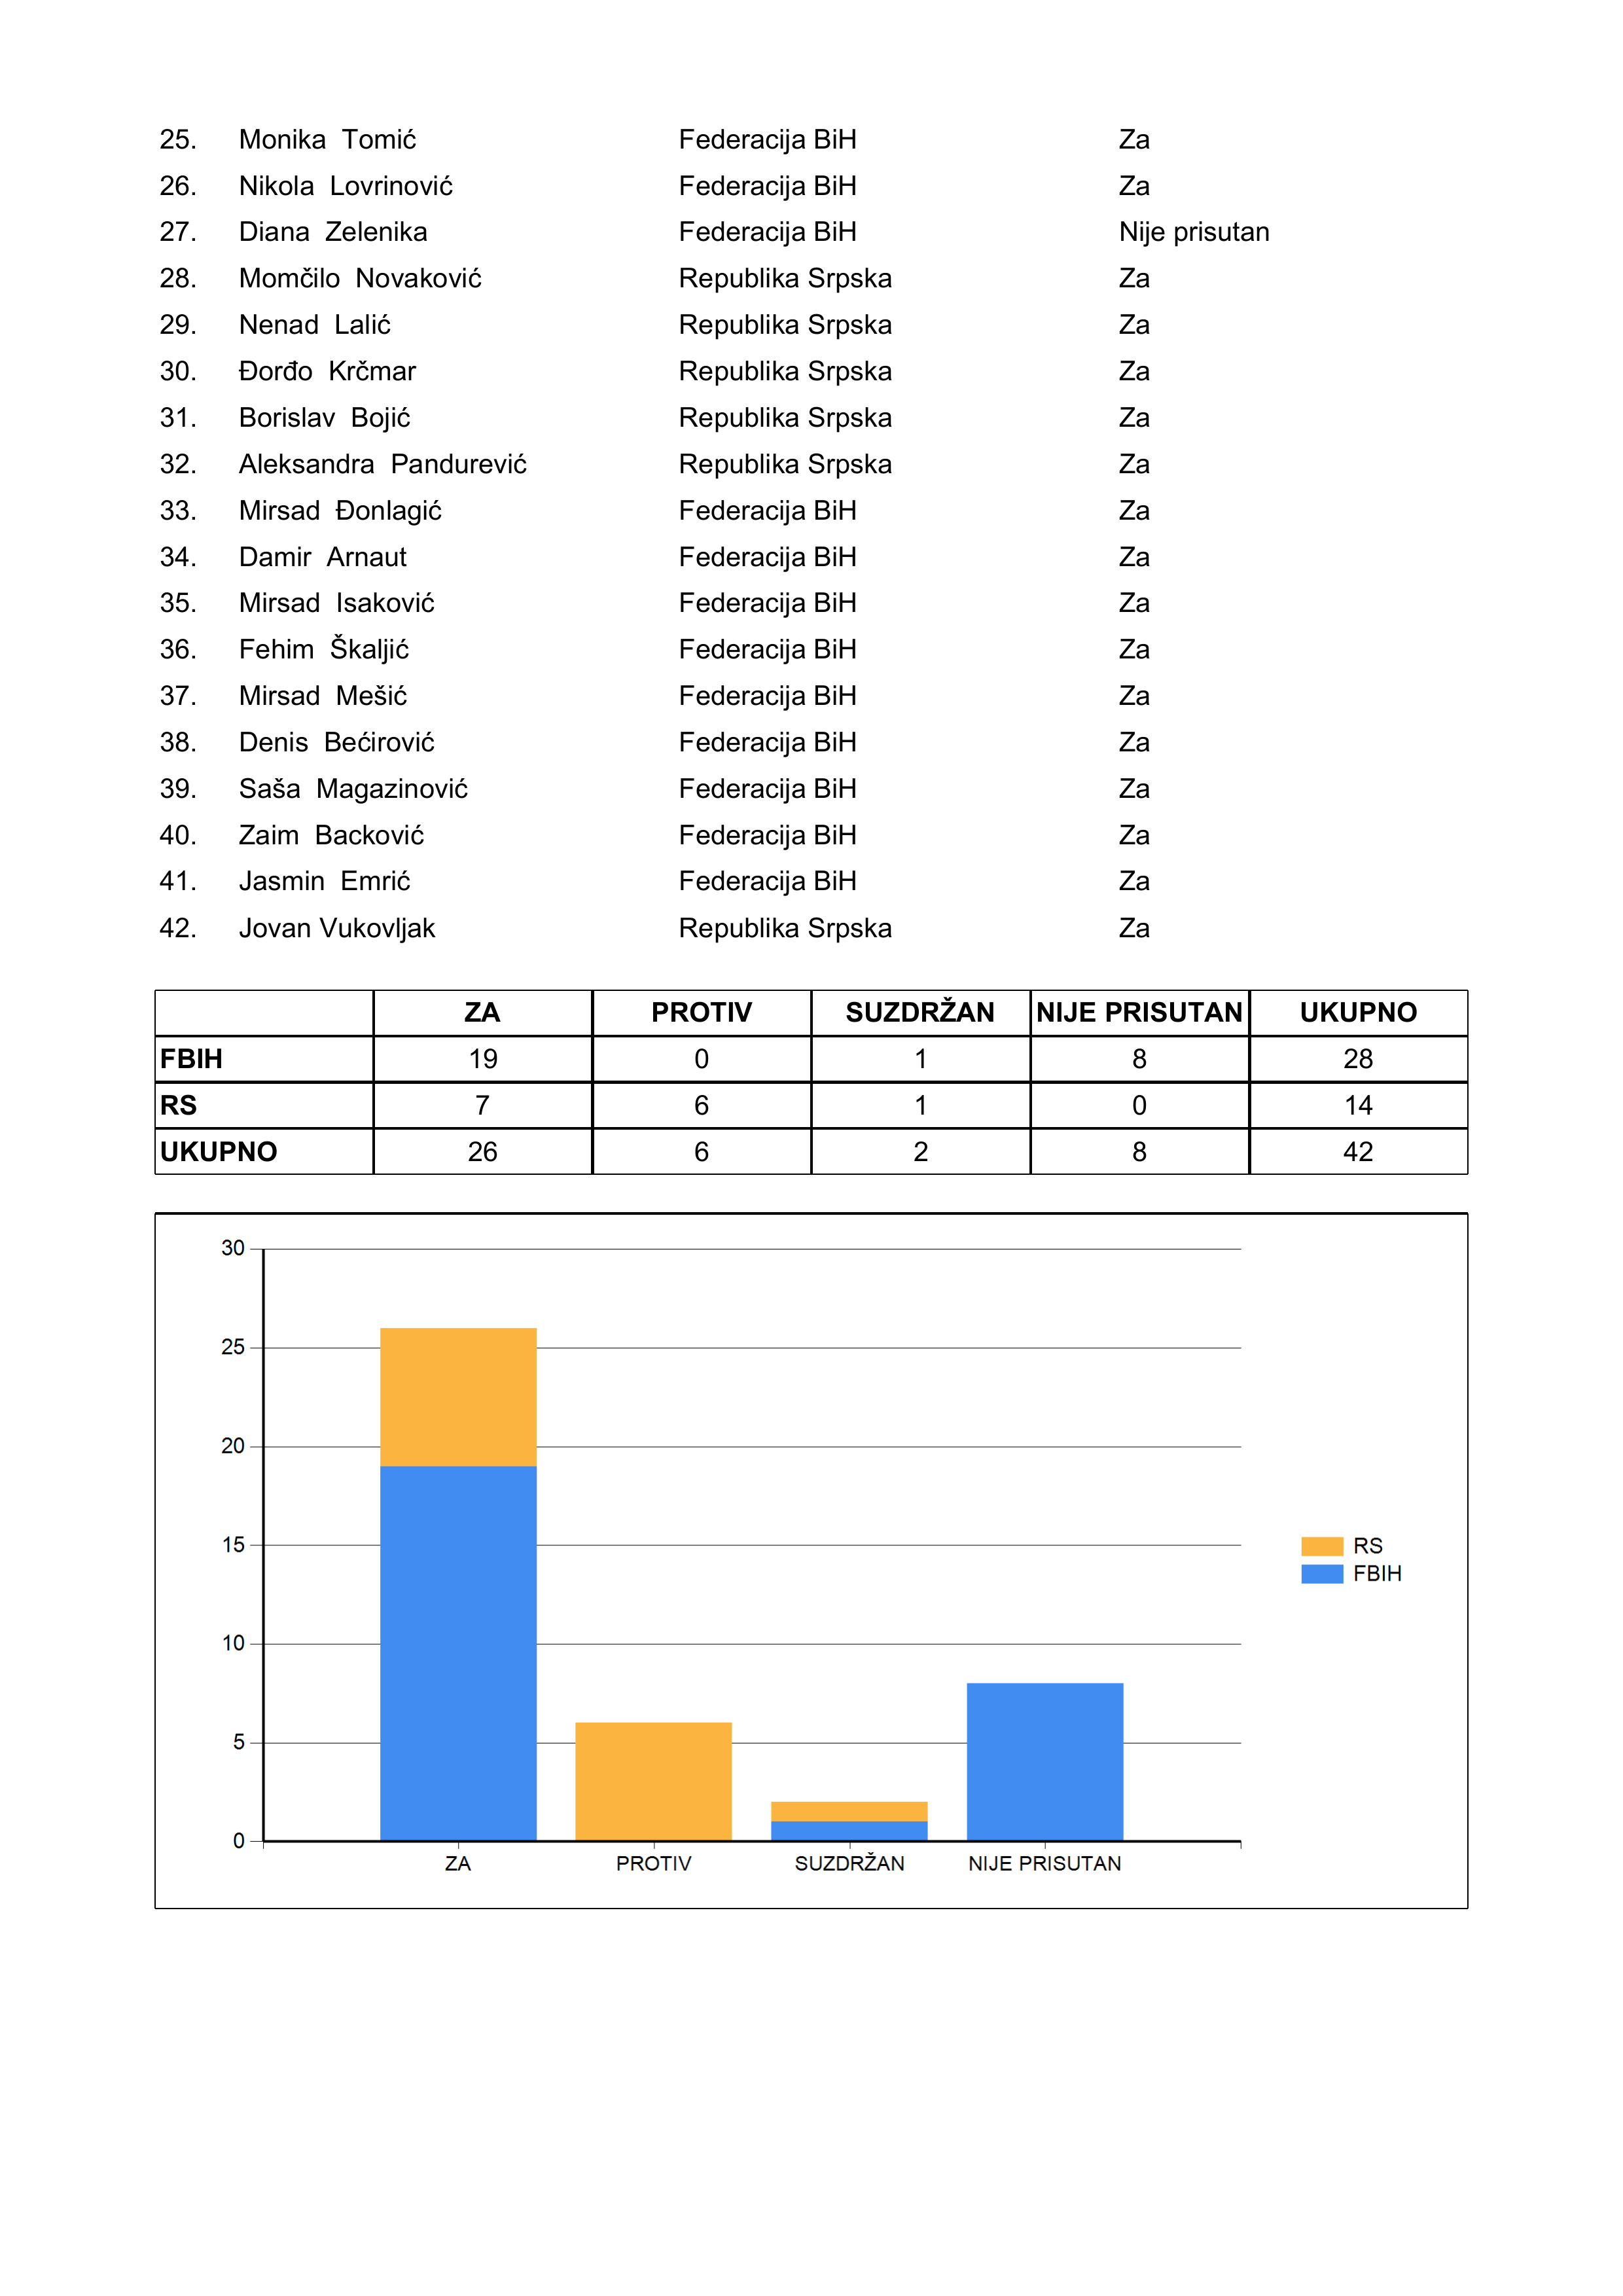 25. Monika Tomić Federacija BiH Za
26. Nikola Lovrinović Federacija BiH Za
27. Diana Zelenika Federacija BiH Nije prisutan
28. Momčilo Novaković Republika Srpska Za
29. Nenad Lalić Republika Srpska Za
30. Đorđo Krčmar Republika Srpska Za
31. Borislav Bojić Republika Srpska Za
32. Aleksandra Pandurević Republika Srpska Za
33. Mirsad Đonlagić Federacija BiH Za
34. Damir Arnaut Federacija BiH Za
35. Mirsad Isaković Federacija BiH Za
36. Fehim Škaljić Federacija BiH Za
37. Mirsad Mešić Federacija BiH Za
38. Denis Bećirović Federacija BiH Za
39. Saša Magazinović Federacija BiH Za
40. Zaim Backović Federacija BiH Za
41. Jasmin Emrić Federacija BiH Za
42. Jovan Vukovljak Republika Srpska Za
ZA PROTIV SUZDRŽAN NIJE PRISUTAN UKUPNO
FBIH 19 0 1 8 28
RS 7 6 1 0 14
UKUPNO 26 6 2 8 42
30
25
20
15
10
5
0
ZA PROTIV SUZDRŽAN NIJE PRISUTAN
RS
FBIH